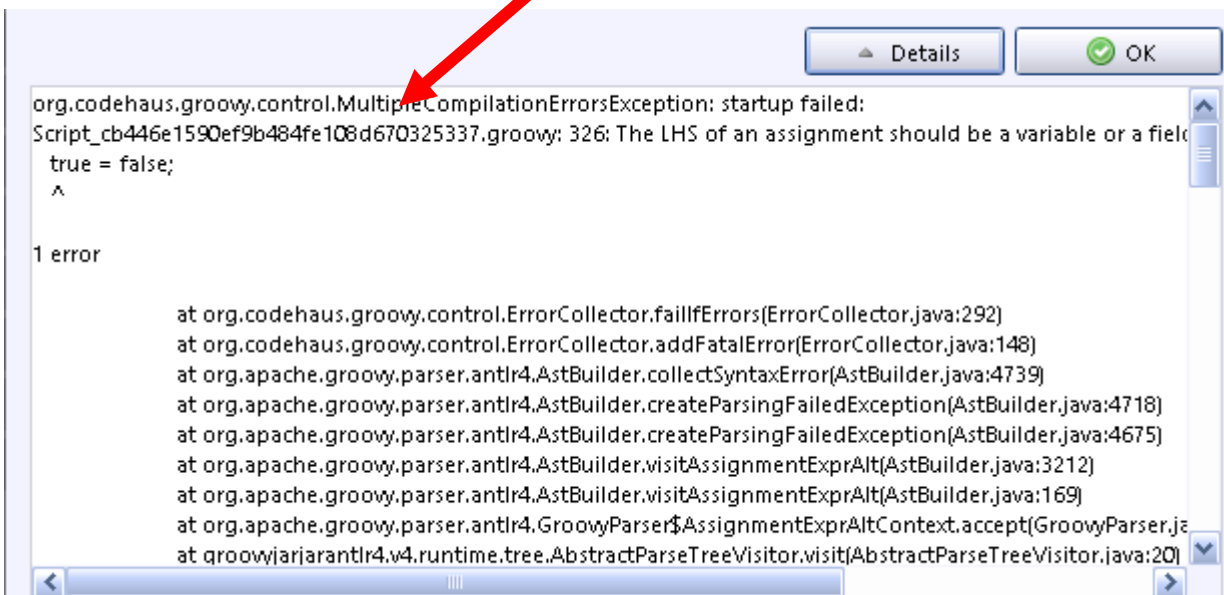 Details
OK
org.codehaus.groovy.control.MultipleCompilationErrorsException: startup failed:
Script_cb446e1590ef9b484fe108d670325337.groovy: 326: The LHS of an assignment should be a variable or a field
true = false;
^
1 error
at org.codehaus.groovy.control.ErrorCollector.failIfErrors(ErrorCollector.java:292)
at org.codehaus.groovy.control.ErrorCollector.addFatalError(ErrorCollector.java:148)
at org.apache.groovy.parser.antlr4.AstBuilder.collectSyntaxError(AstBuilder.java:4739)
at org.apache.groovy.parser.antlr4.AstBuilder.createParsingFailedException(AstBuilder.java:4718)
at org.apache.groovy.parser.antlr4.AstBuilder.createParsingFailedException(AstBuilder.java:4675)
at org.apache.groovy.parser.antlr4.AstBuilder.visitAssignmentExprAlt(AstBuilder.java:3212)
at org.apache.groovy.parser.antlr4.AstBuilder.visitAssignmentExprAlt(AstBuilder.java:169)
at org.apache.groovy.parser.antlr4.GroovyParser$AssignmentExprAltContext.accept(GroovyParser.ja
at groovyjarjarantlr4.v4.runtime.tree.AbstractParseTreeVisitor.visit(AbstractParseTreeVisitor.java:20)